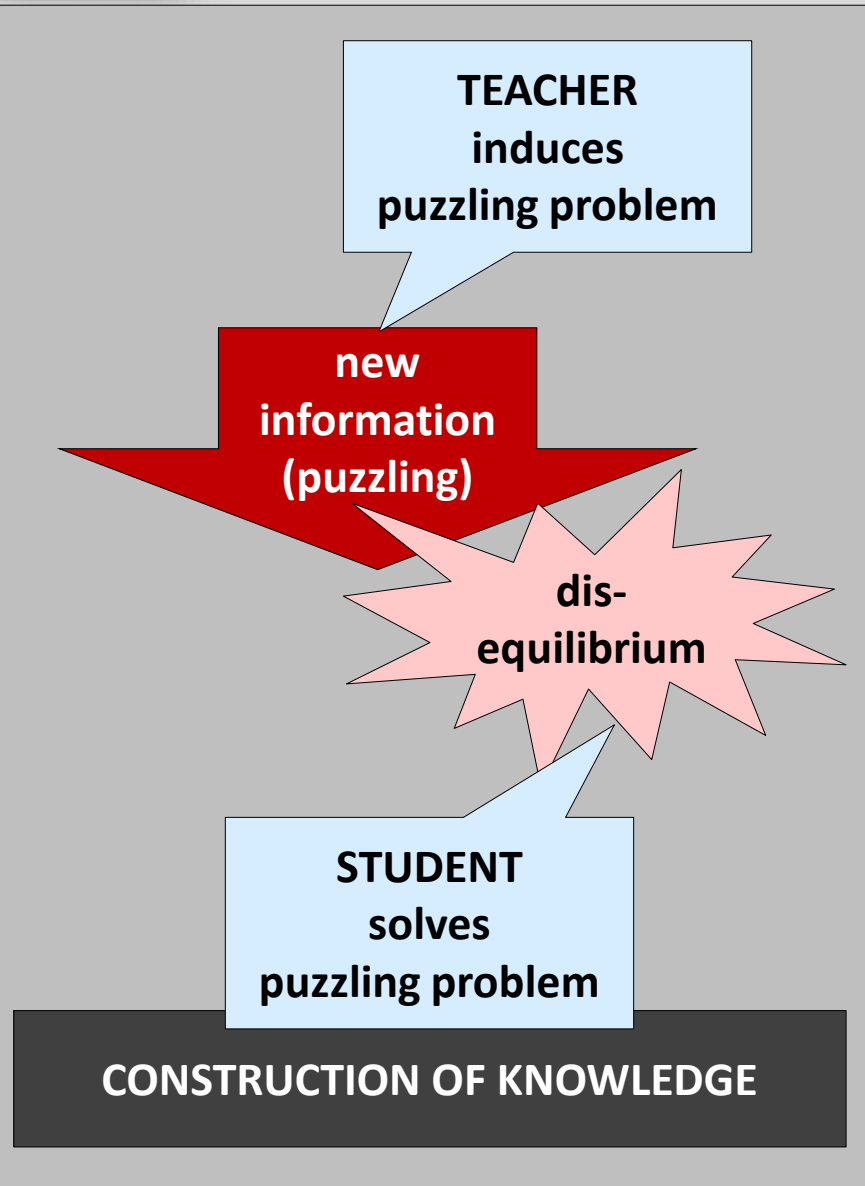 TEACHER
induces
puzzling problem
new
information
(puzzling)
dis-
equilibrium
STUDENT
solves
puzzling problem
CONSTRUCTION OF KNOWLEDGE